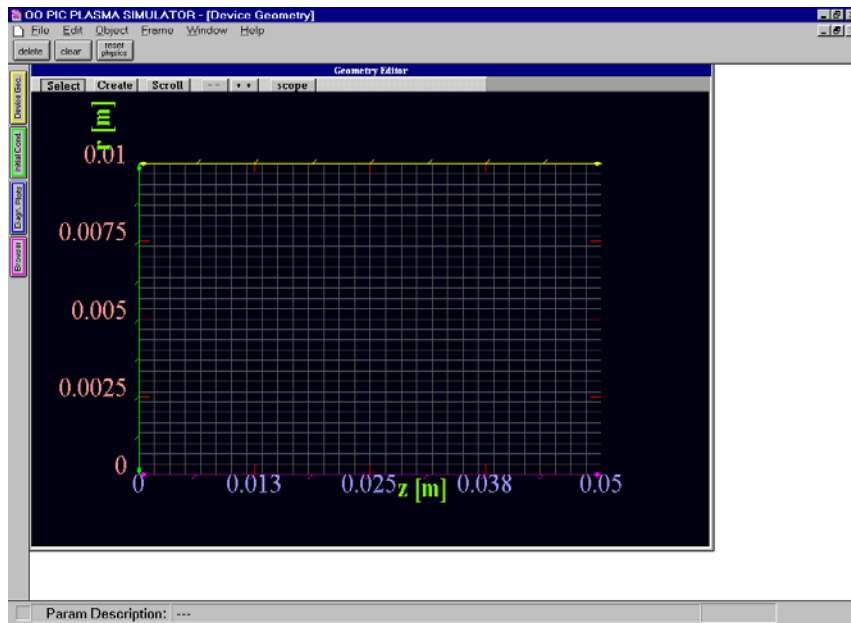 OO PIC PLASMA SIMULATOR - [Device Geometry]
File Edit Object Frame Window Help
delete clear reset physics
Geometry Editor
Select Create Scroll -- ++ scope
Device Geo.
Initial Cond.
Diagn. Plots
Browser
r [m]
0.01
0.0075
0.005
0.0025
0
0 0.013 0.025 0.038 0.05
z [m]
Param Description: ---